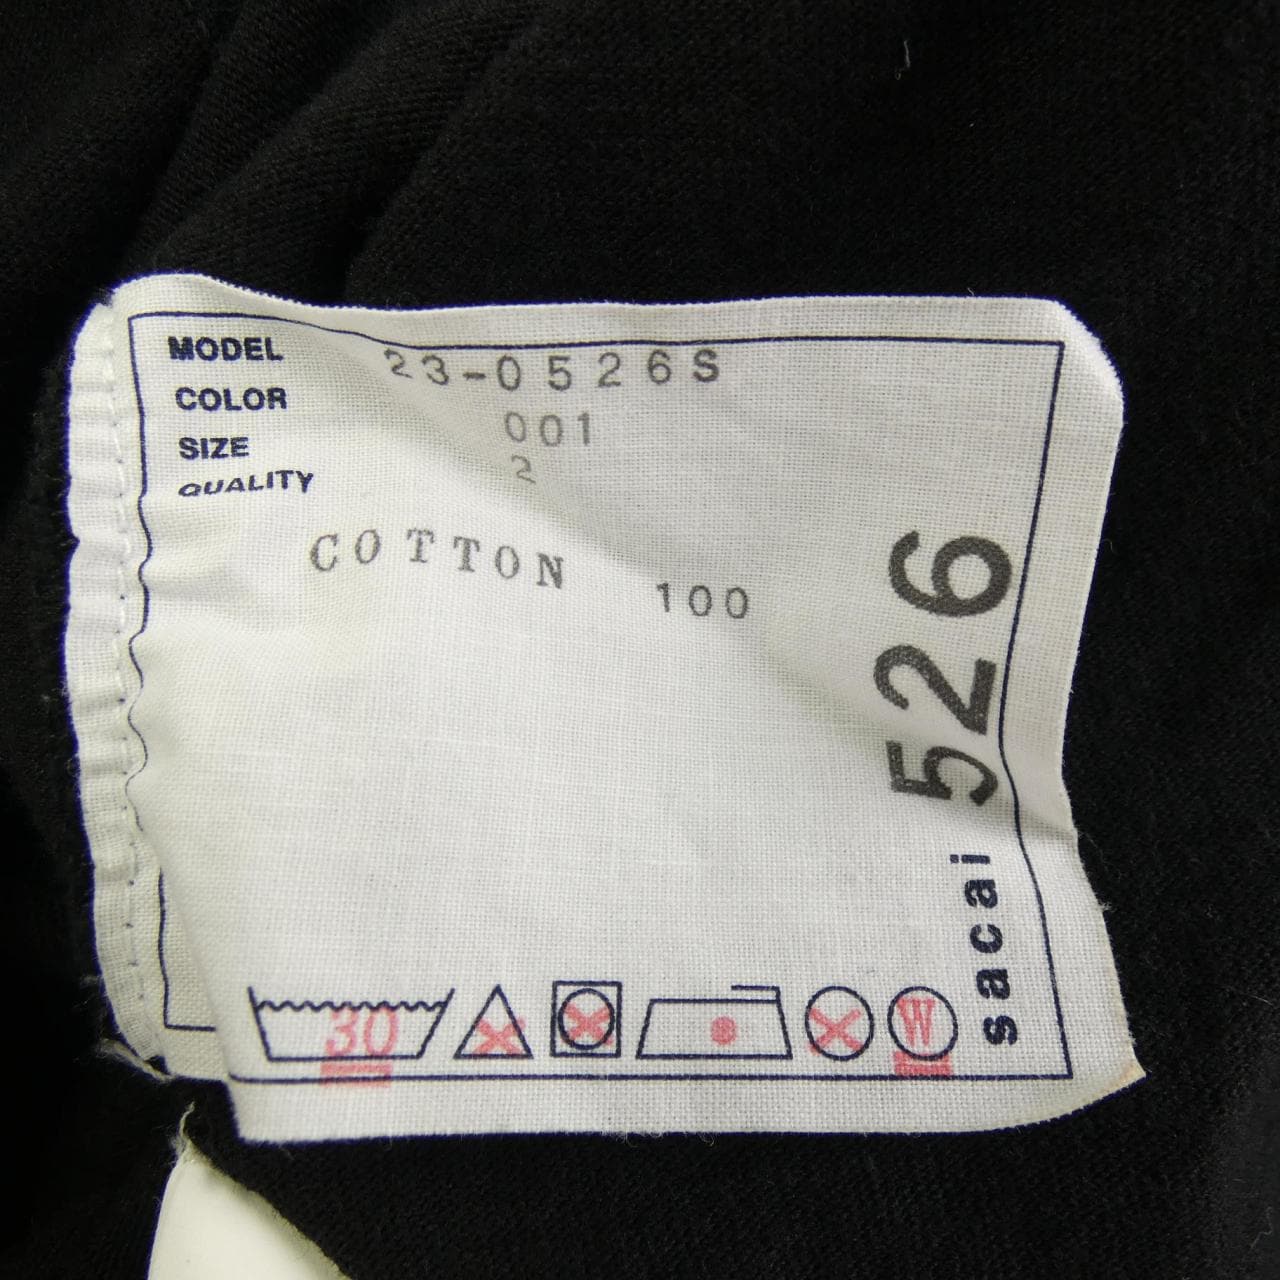 MODEL 23-0526S
COLOR 001
SIZE 2
QUALITY
COTTON 100
526
sacai
30
W